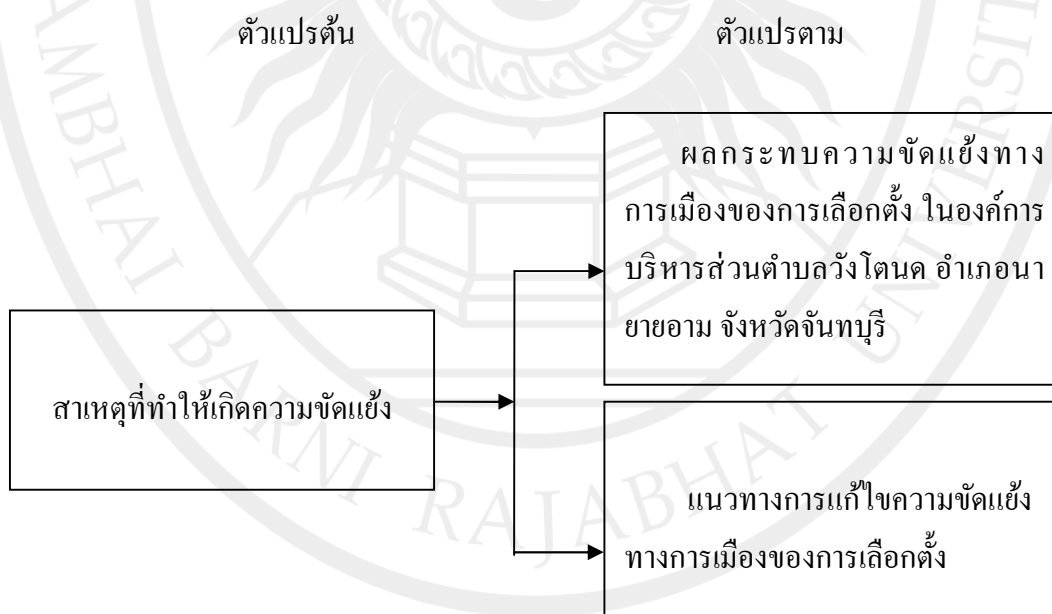 ตัวแปรต้น
ตัวแปรตาม
ผลกระทบความขัดแย้งทาง
การเมืองของการเลือกตั้ง ในองค์การ
บริหารส่วนตำบลวังโตนด อำเภอนา
ยายอาม จังหวัดจันทบุรี
สาเหตุที่ทำให้เกิดความขัดแย้ง
แนวทางการแก้ไขความขัดแย้ง
ทางการเมืองของการเลือกตั้ง
AMBHAI BARNI RAJABHAT UNIVERSIT